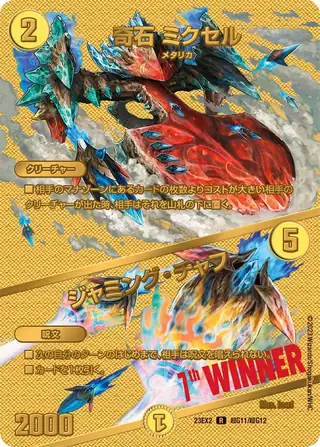 2
奇石 ミクセル
メタリカ
クリーチャー
■相手のマナゾーンにあるカードの枚数よりコストが大きい相手の
クリーチャーが出た時、相手はそれを山札の下に置く。
5
ジャミング・チャフ
呪文
■次の自分のターンのはじめまで、相手は呪文を唱えられない。
■カードを1枚引く。
7th WINNER
2000
1
23EX2 R